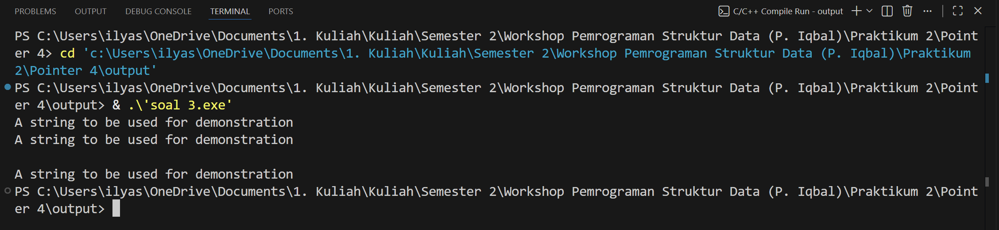 PROBLEMS OUTPUT DEBUG CONSOLE TERMINAL PORTS C/C++ Compile Run - output
PS C:\Users\ilyas\OneDrive\Documents\1. Kuliah\Kuliah\Semester 2\Workshop Pemrograman Struktur Data (P. Iqbal)\Praktikum 2\Point
er 4> cd 'c:\Users\ilyas\OneDrive\Documents\1. Kuliah\Kuliah\Semester 2\Workshop Pemrograman Struktur Data (P. Iqbal)\Praktikum
2\Pointer 4\output'
PS C:\Users\ilyas\OneDrive\Documents\1. Kuliah\Kuliah\Semester 2\Workshop Pemrograman Struktur Data (P. Iqbal)\Praktikum 2\Point
er 4\output> & .\'soal 3.exe'
A string to be used for demonstration
A string to be used for demonstration

A string to be used for demonstration
PS C:\Users\ilyas\OneDrive\Documents\1. Kuliah\Kuliah\Semester 2\Workshop Pemrograman Struktur Data (P. Iqbal)\Praktikum 2\Point
er 4\output>